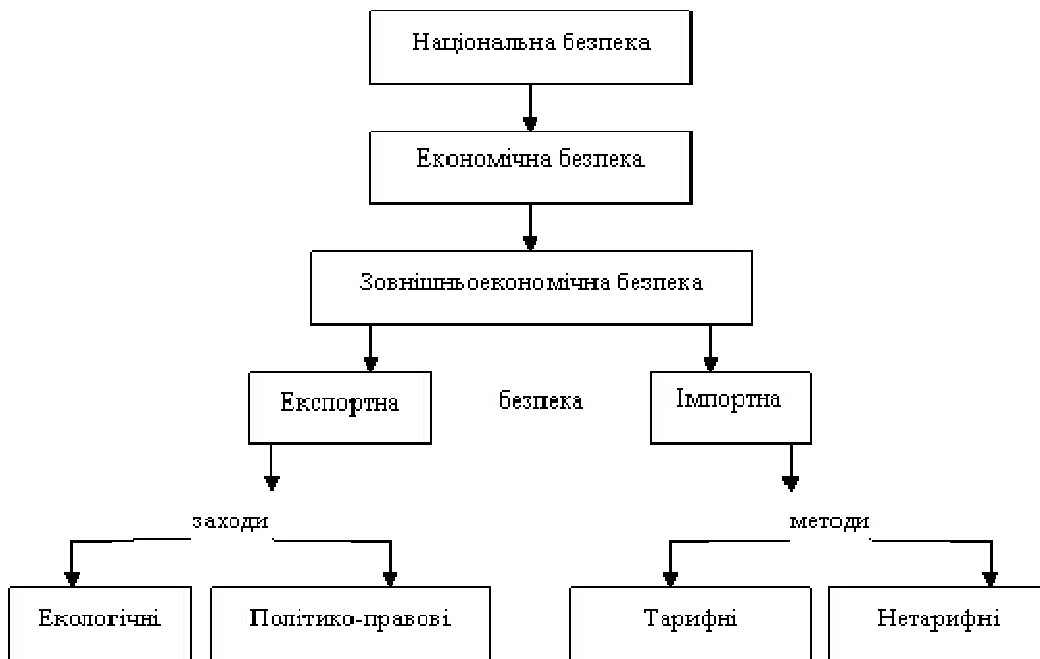 Національна безпека
Економічна безпека
Зовнішньоекономічна безпека
Експортна
безпека
Імпортна
заходи
методи
Екологічні
Політико-правові
Тарифні
Нетарифні